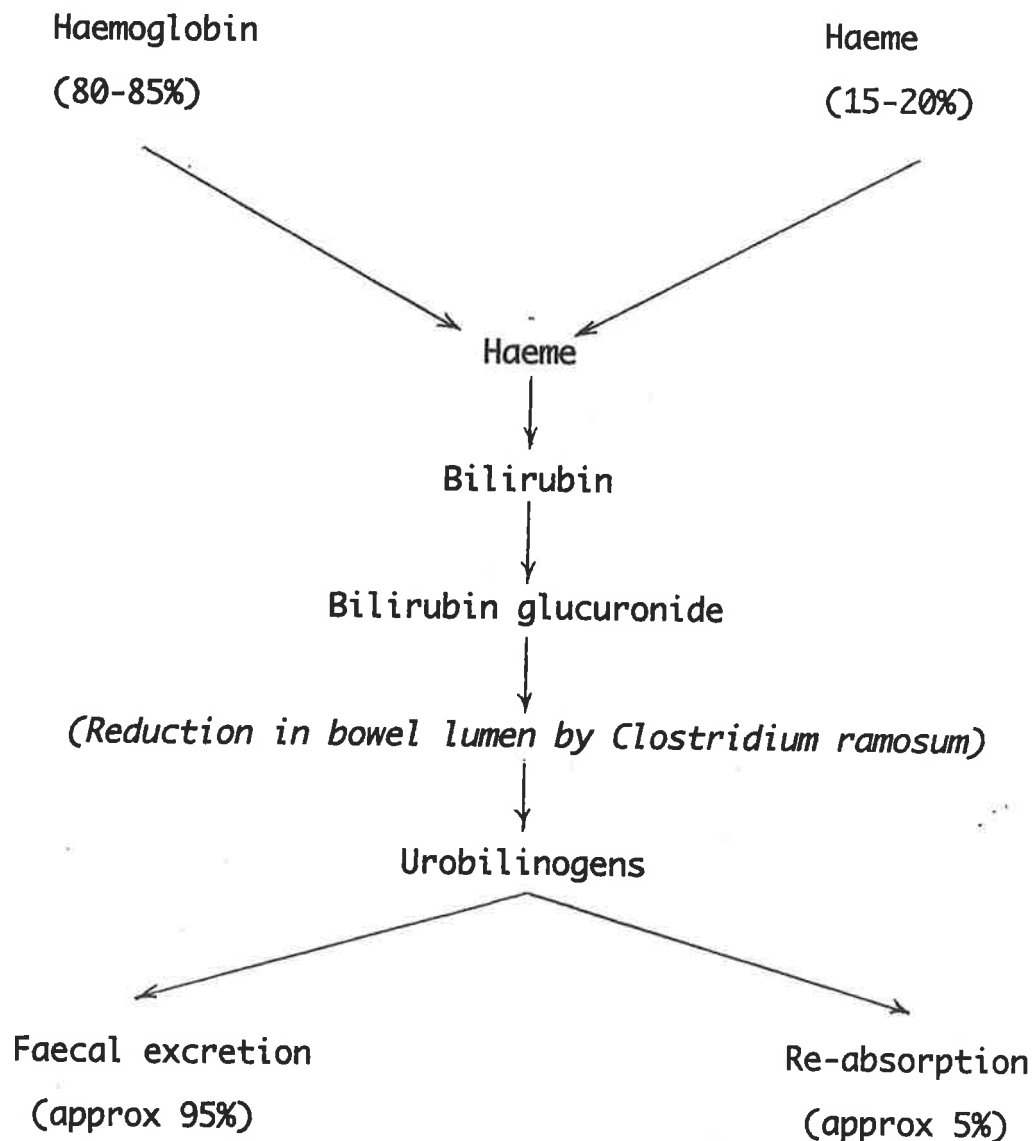 Haemoglobin
(80-85%)
Haeme
(15-20%)
Haeme
Bilirubin
Bilirubin glucuronide
(Reduction in bowel lumen by Clostridium ramosum)
Urobilinogens
Faecal excretion
(approx 95%)
Re-absorption
(approx 5%)